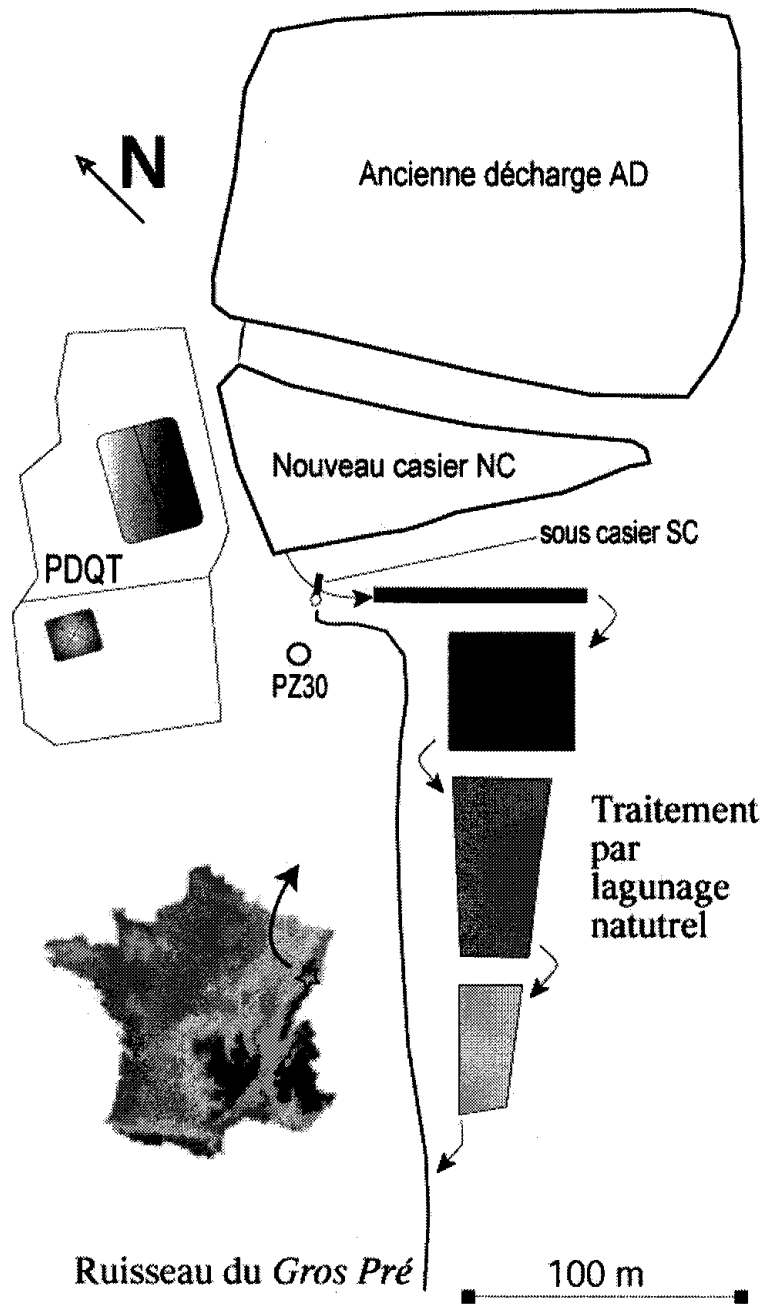 N
Ancienne décharge AD
Nouveau casier NC
sous casier SC
PDQT
PZ30
Traitement
par
lagunage
natutrel
Ruisseau du Gros Pré
100 m